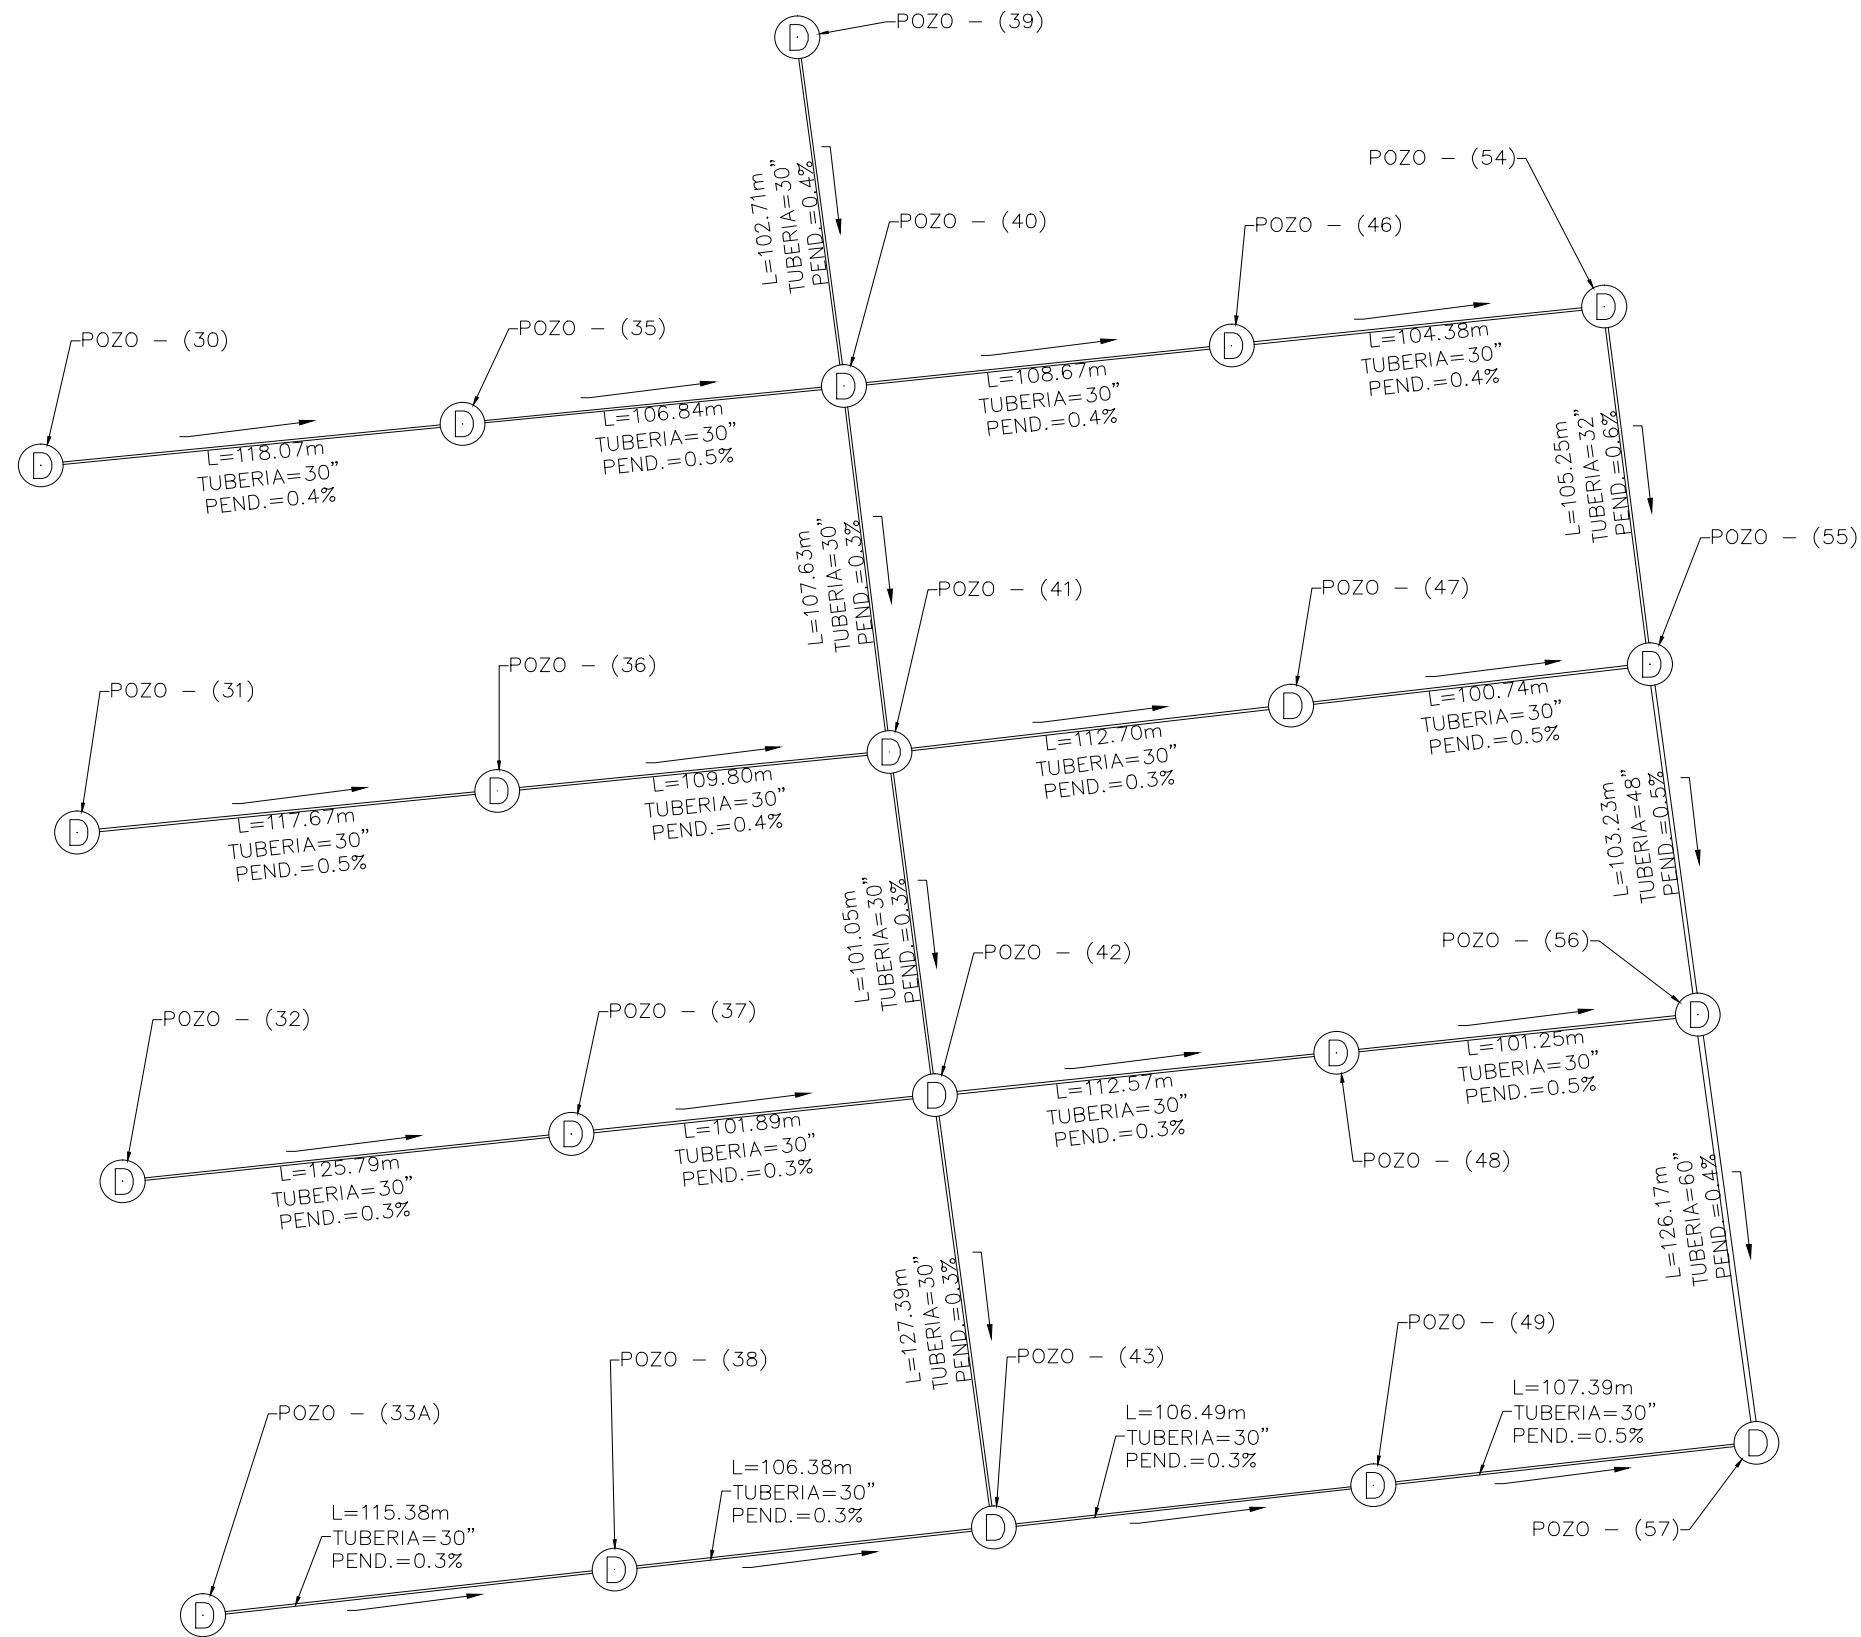 POZO – (39)
D
L=102.71m
TUBERIA=30”
PEND.=0.4%
POZO – (54)
POZO – (40)
POZO – (46)
D
POZO – (30)
POZO – (35)
D
L=104.38m
TUBERIA=30”
PEND.=0.4%
D
L=108.67m
TUBERIA=30”
PEND.=0.4%
D
L=106.84m
TUBERIA=30”
PEND.=0.5%
D
L=118.07m
TUBERIA=30”
PEND.=0.4%
L=105.25m
TUBERIA=32”
PEND.=0.6%
L=107.63m
TUBERIA=30”
PEND.=0.3%
POZO – (55)
POZO – (41)
POZO – (47)
POZO – (36)
POZO – (31)
D
L=100.74m
TUBERIA=30”
PEND.=0.5%
D
L=112.70m
TUBERIA=30”
PEND.=0.3%
D
L=109.80m
TUBERIA=30”
PEND.=0.4%
D
L=117.67m
TUBERIA=30”
PEND.=0.5%
D
L=103.23m
TUBERIA=48”
PEND.=0.5%
L=101.05m
TUBERIA=30”
PEND.=0.3%
POZO – (56)
POZO – (42)
POZO – (37)
POZO – (32)
D
L=101.25m
TUBERIA=30”
PEND.=0.5%
D
L=112.57m
TUBERIA=30”
PEND.=0.3%
D
L=101.89m
TUBERIA=30”
PEND.=0.3%
D
L=125.79m
TUBERIA=30”
PEND.=0.3%
D
POZO – (48)
L=126.17m
TUBERIA=60”
PEND.=0.4%
L=127.39m
TUBERIA=30”
PEND.=0.3%
POZO – (49)
POZO – (43)
POZO – (38)
POZO – (33A)
L=107.39m
TUBERIA=30”
PEND.=0.5%
L=106.49m
TUBERIA=30”
PEND.=0.3%
L=106.38m
TUBERIA=30”
PEND.=0.3%
L=115.38m
TUBERIA=30”
PEND.=0.3%
D
D
D
D
D
POZO – (57)